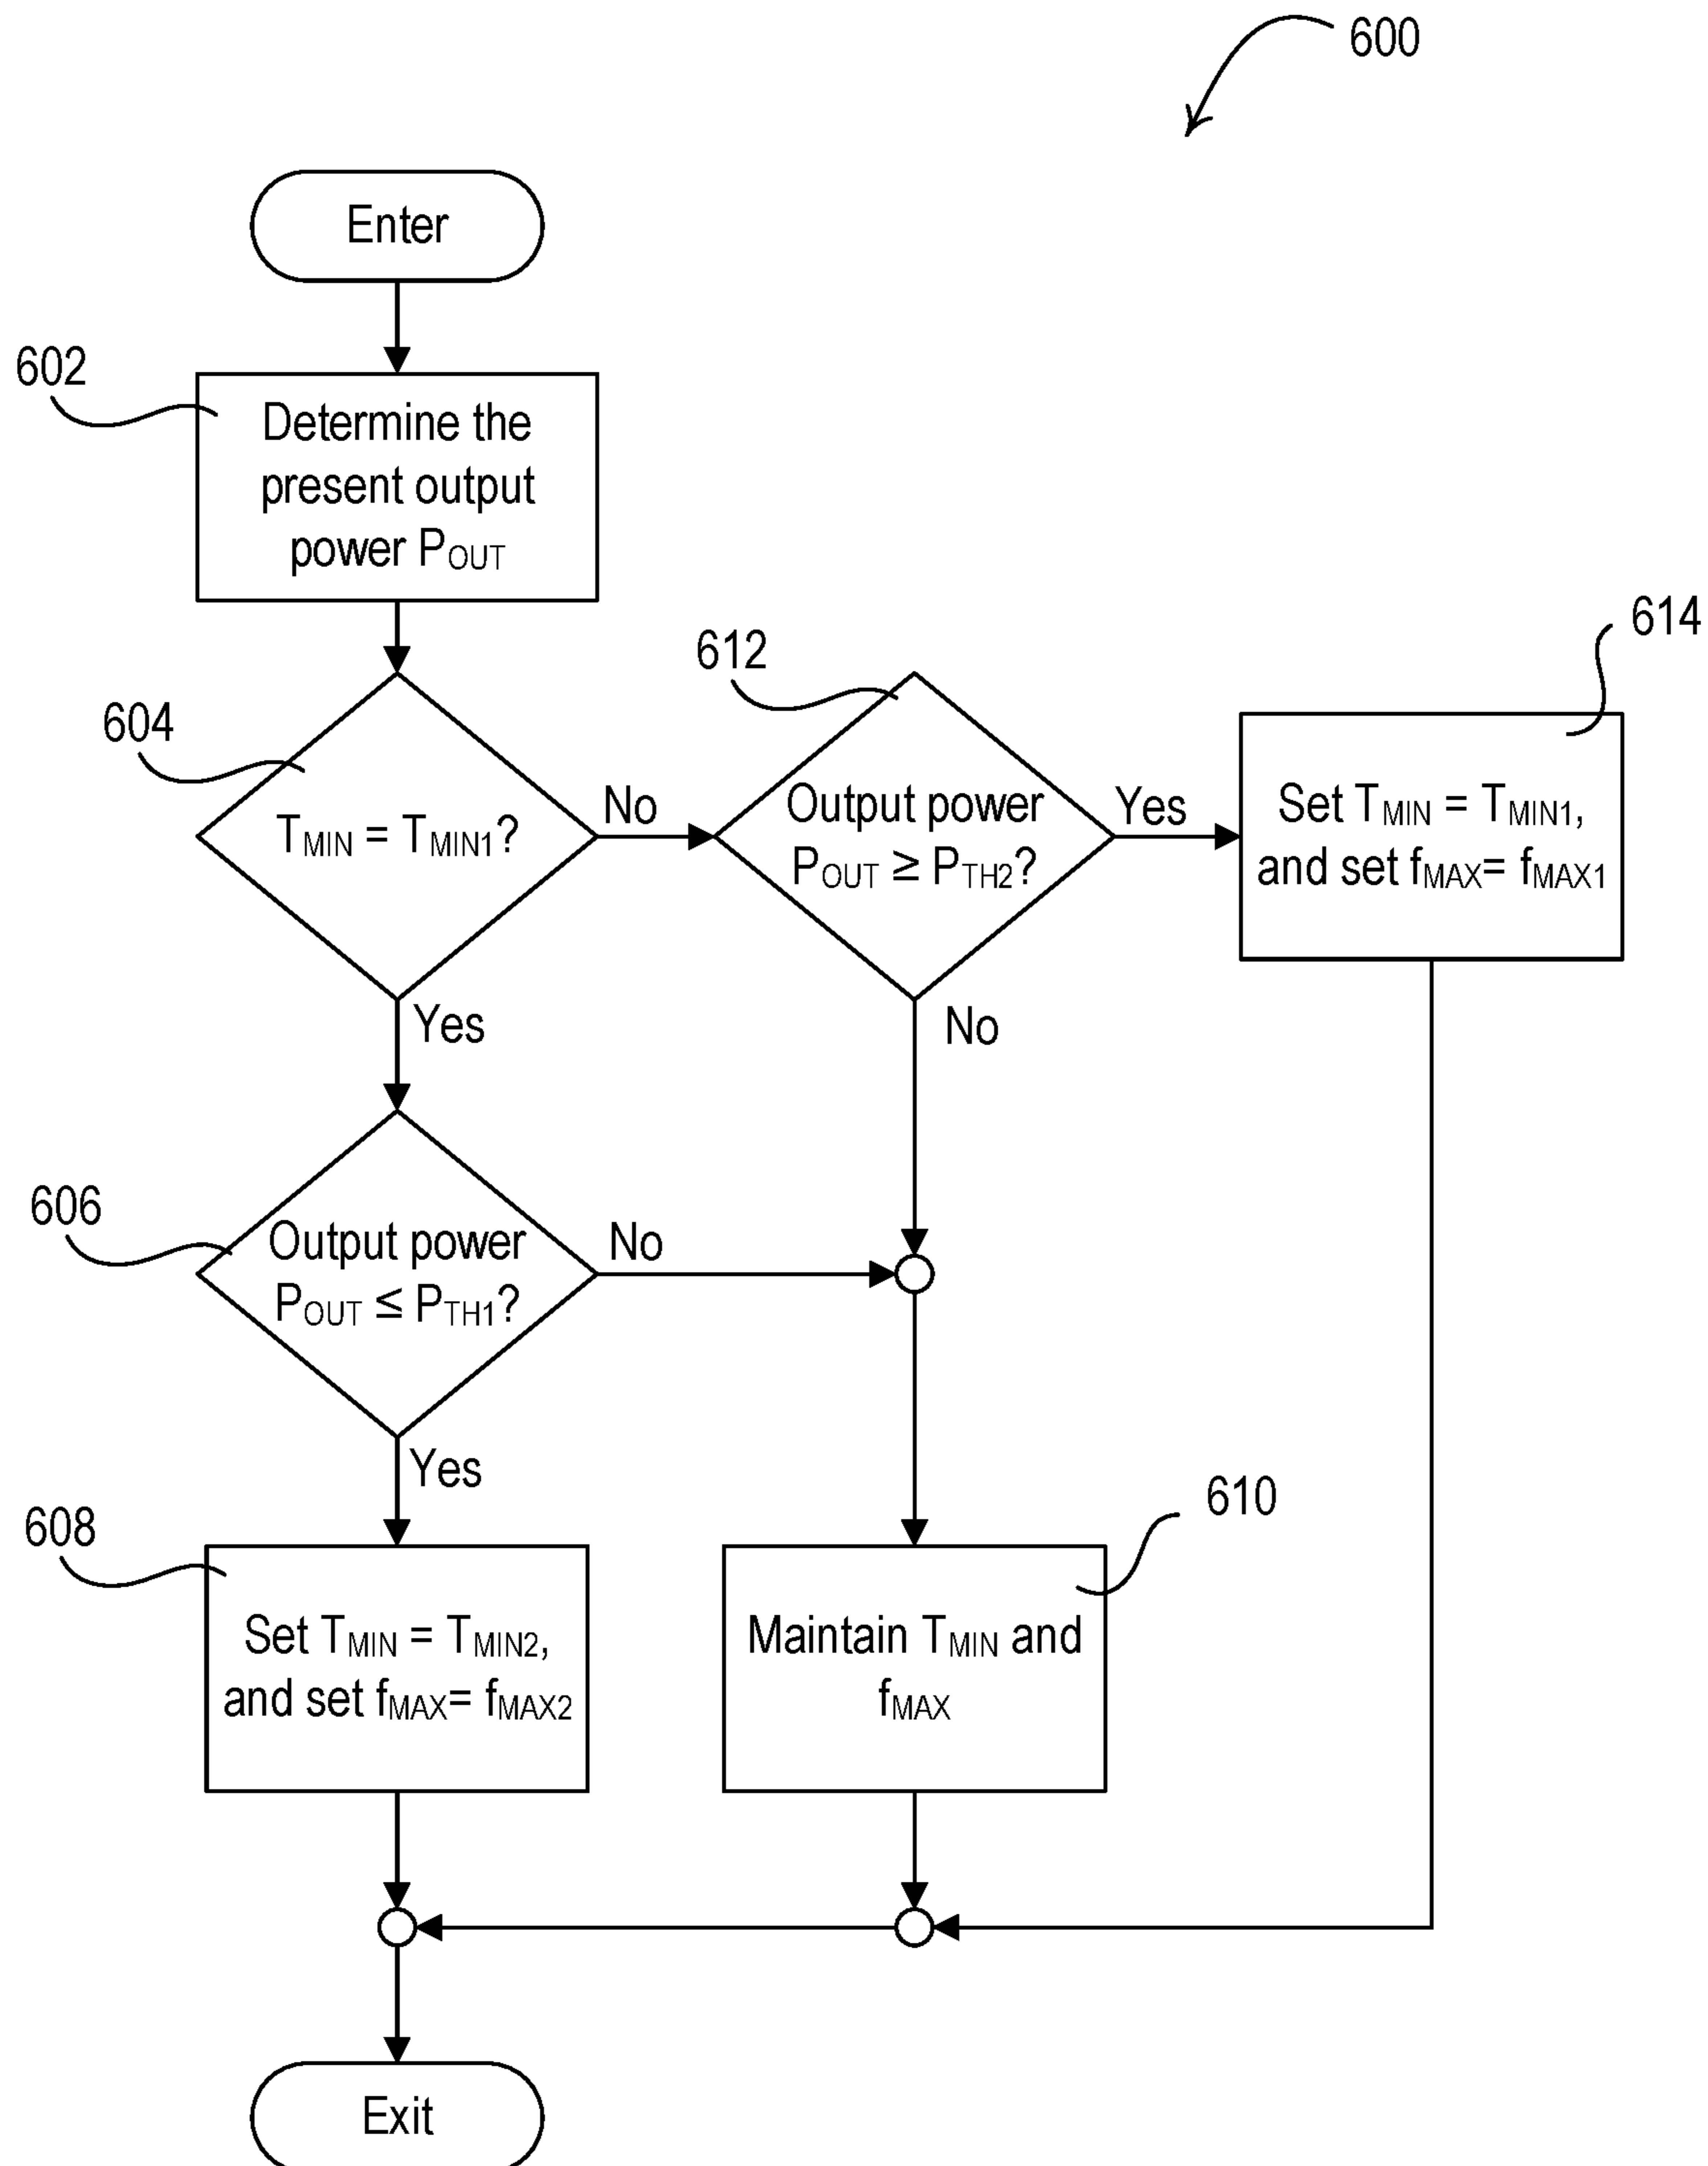 600
Enter
602
Determine the
present output
power POUT
604
TMIN = TMIN1?
No
Yes
612
Output power
POUT ≥ PTH2?
Yes
No
614
Set TMIN = TMIN1,
and set fMAX= fMAX1
606
Output power
POUT ≤ PTH1?
No
Yes
608
Set TMIN = TMIN2,
and set fMAX= fMAX2
610
Maintain TMIN and
fMAX
Exit